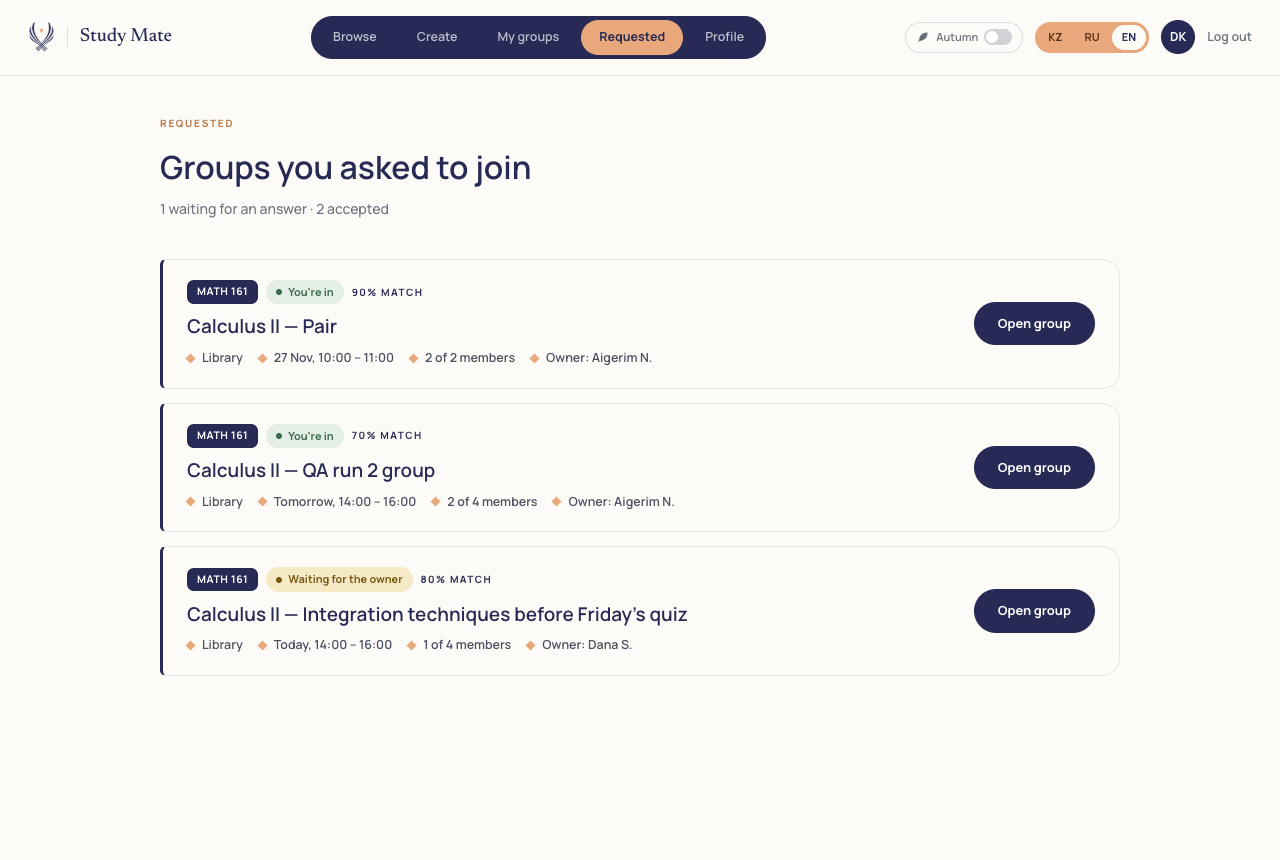 Study Mate
Browse Create My groups Requested Profile
Autumn
KZ RU EN
DK
Log out
REQUESTED
Groups you asked to join
1 waiting for an answer · 2 accepted
MATH 161 You're in 90% MATCH
Calculus II — Pair
Library 27 Nov, 10:00 – 11:00 2 of 2 members Owner: Aigerim N.
Open group
MATH 161 You're in 70% MATCH
Calculus II — QA run 2 group
Library Tomorrow, 14:00 – 16:00 2 of 4 members Owner: Aigerim N.
Open group
MATH 161 Waiting for the owner 80% MATCH
Calculus II — Integration techniques before Friday's quiz
Library Today, 14:00 – 16:00 1 of 4 members Owner: Dana S.
Open group